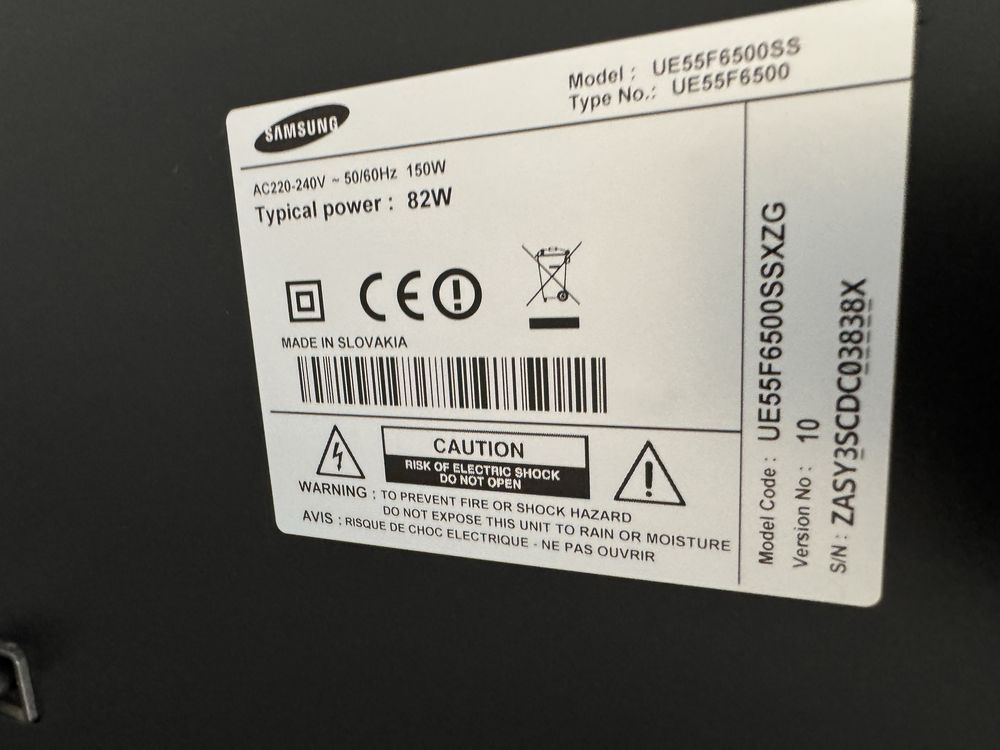 SAMSUNG
Model : UE55F6500SS
Type No.: UE55F6500
AC220-240V ~ 50/60Hz 150W
Typical power : 82W
CE
MADE IN SLOVAKIA
CAUTION
RISK OF ELECTRIC SHOCK
DO NOT OPEN
WARNING : TO PREVENT FIRE OR SHOCK HAZARD
DO NOT EXPOSE THIS UNIT TO RAIN OR MOISTURE
AVIS : RISQUE DE CHOC ELECTRIQUE - NE PAS OUVRIR
Model Code : UE55F6500SSXZG
Version No : 10
S/N : ZASY3SCDC03838X